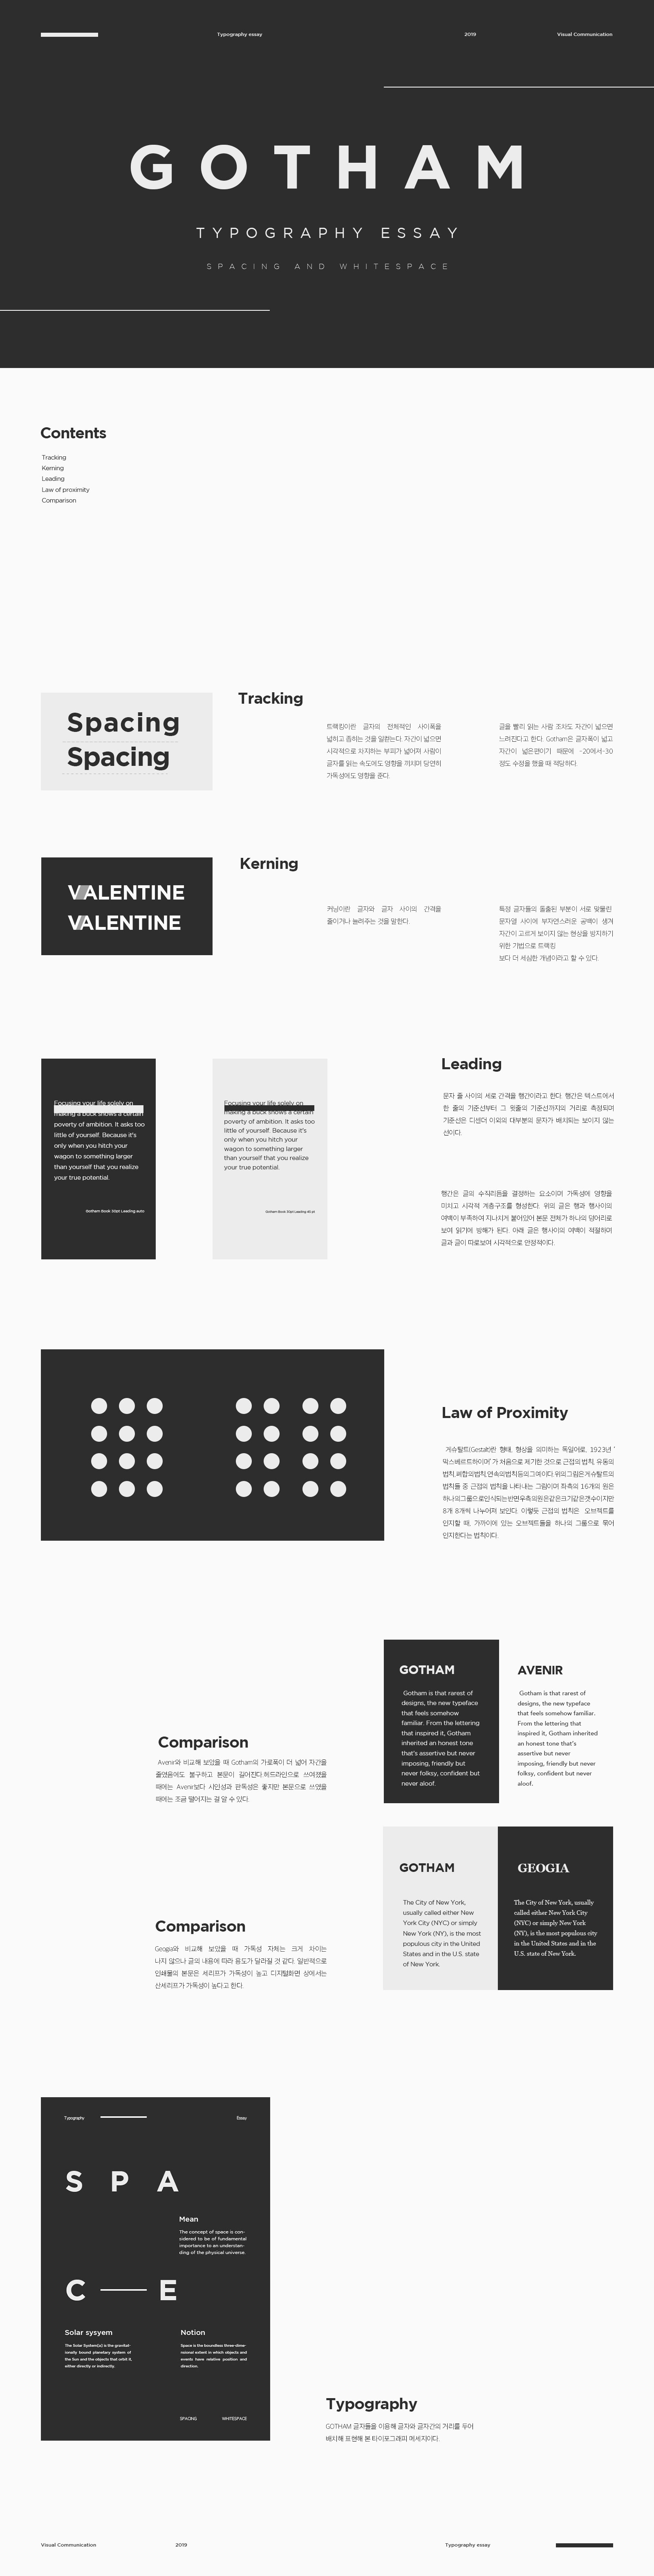 Typography essay
2019
Visual Communication
GOTHAM
TYPOGRAPHY ESSAY
SPACING AND WHITESPACE
Contents
Tracking
Kerning
Leading
Law of proximity
Comparison
Spacing
Spacing
Tracking
트랙킹이란 글자의 전체적인 사이폭을
넓히고 좁히는 것을 일컫는다. 자간이 넓으면
시각적으로 차지하는 부피가 넓어져 사람이
글자를 읽는 속도에도 영향을 끼치며 당연히
가독성에도 영향을 준다.
글을 빨리 읽는 사람 조차도 자간이 넓으면
느려진다고 한다. Gotham은 글자폭이 넓고
자간이 넓은편이기 때문에 -20에서-30
정도 수정을 했을 때 적당하다.
VALENTINE
VALENTINE
Kerning
커닝이란 글자와 글자 사이의 간격을
줄이거나 늘려주는 것을 말한다.
특정 글자들의 돌출된 부분이 서로 맞물린
문자열 사이에 부자연스러운 공백이 생겨
자간이 고르게 보이지 않는 현상을 방지하기
위한 기법으로 트랙킹
보다 더 세심한 개념이라고 할 수 있다.
Focusing your life solely on
making a buck shows a certain
poverty of ambition. It asks too
little of yourself. Because it's
only when you hitch your
wagon to something larger
than yourself that you realize
your true potential.
Gotham Book 30pt Leading auto
Focusing your life solely on
making a buck shows a certain
poverty of ambition. It asks too
little of yourself. Because it's
only when you hitch your
wagon to something larger
than yourself that you realize
your true potential.
Gotham Book 30pt Leading 40 pt
Leading
문자 줄 사이의 세로 간격을 행간이라고 한다. 행간은 텍스트에서
한 줄의 기준선부터 그 윗줄의 기준선까지의 거리로 측정되며
기준선은 디센더 이외의 대부분의 문자가 배치되는 보이지 않는
선이다.
행간은 글의 수직리듬을 결정하는 요소이며 가독성에 영향을
미치고 시각적 계층구조를 형성한다. 위의 글은 행과 행사이의
여백이 부족하여 지나치게 붙어있어 본문 전체가 하나의 덩어리로
보여 읽기에 방해가 된다. 아래 글은 행사이의 여백이 적절하며
글과 글이 따로보여 시각적으로 안정적이다.
Law of Proximity
게슈탈트(Gestalt)란 형태, 형상을 의미하는 독일어로, 1923년 '
막스베르트하이머' 가 처음으로 제기한 것으로 근접의 법칙, 유동의
법칙,폐합의법칙,연속의법칙등의그예이다.위의그림은게슈탈트의
법칙들 중 근접의 법칙을 나타내는 그림이며 좌측의 16개의 원은
하나의그룹으로인식되는반면우측의원은같은크기같은갯수이지만
8개 8개씩 나누어져 보인다. 이렇듯 근접의 법칙은 오브젝트를
인지할 때, 가까이에 있는 오브젝트들을 하나의 그룹으로 묶어
인지한다는 법칙이다.
GOTHAM
Gotham is that rarest of
designs, the new typeface
that feels somehow
familiar. From the lettering
that inspired it, Gotham
inherited an honest tone
that's assertive but never
imposing, friendly but
never folksy, confident but
never aloof.
AVENIR
Gotham is that rarest of
designs, the new typeface
that feels somehow familiar.
From the lettering that
inspired it, Gotham inherited
an honest tone that's
assertive but never
imposing, friendly but never
folksy, confident but never
aloof.
Comparison
Avenir와 비교해 보았을 때 Gotham의 가로폭이 더 넓어 자간을
줄였음에도 불구하고 본문이 길어진다.헤드라인으로 쓰여졌을
때에는 Avenir보다 시인성과 판독성은 좋지만 본문으로 쓰였을
때에는 조금 떨어지는 걸 알 수 있다.
GOTHAM
The City of New York,
usually called either New
York City (NYC) or simply
New York (NY), is the most
populous city in the United
States and in the U.S. state
of New York.
GEOGIA
The City of New York, usually
called either New York City
(NYC) or simply New York
(NY), is the most populous city
in the United States and in the
U.S. state of New York.
Comparison
Geogia와 비교해 보았을 때 가독성 자체는 크게 차이는
나지 않으나 글의 내용에 따라 용도가 달라질 것 같다. 일반적으로
인쇄물의 본문은 세리프가 가독성이 높고 디지털화면 상에서는
산세리프가 가독성이 높다고 한다.
Typography
Essay
SPA
Mean
The concept of space is con-
sidered to be of fundamental
importance to an understan-
ding of the physical universe.
C E
Solar sysyem
The Solar System[a] is the gravitat-
ionally bound planetary system of
the Sun and the objects that orbit it,
either directly or indirectly.
Notion
Space is the boundless three-dime-
nsional extent in which objects and
events have relative position and
direction.
SPACING
WHITESPACE
Typography
GOTHAM 글자들을 이용해 글자와 글자간의 거리를 두어
배치해 표현해 본 타이포그래피 메세지이다.
Visual Communication
2019
Typography essay